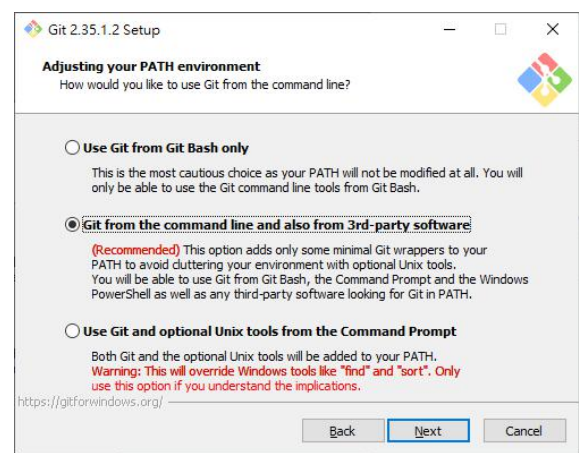 Git 2.35.1.2 Setup
Adjusting your PATH environment
How would you like to use Git from the command line?
Use Git from Git Bash only
This is the most cautious choice as your PATH will not be modified at all. You will
only be able to use the Git command line tools from Git Bash.
Git from the command line and also from 3rd-party software
(Recommended) This option adds only some minimal Git wrappers to your
PATH to avoid cluttering your environment with optional Unix tools.
You will be able to use Git from Git Bash, the Command Prompt and the Windows
PowerShell as well as any third-party software looking for Git in PATH.
Use Git and optional Unix tools from the Command Prompt
Both Git and the optional Unix tools will be added to your PATH.
Warning: This will override Windows tools like "find" and "sort". Only
use this option if you understand the implications.
https://gitforwindows.org/
Back Next Cancel